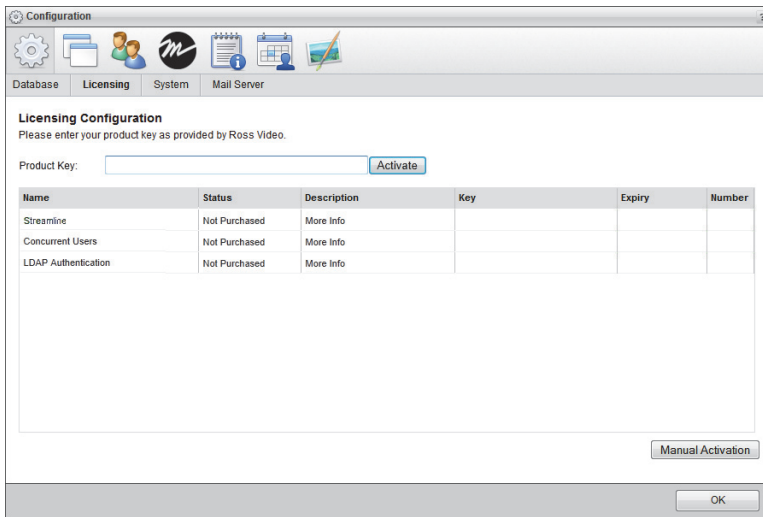 Configuration
Database Licensing System Mail Server
Licensing Configuration
Please enter your product key as provided by Ross Video.
Product Key: Activate
Name Status Description Key Expiry Number
Streamline Not Purchased More Info
Concurrent Users Not Purchased More Info
LDAP Authentication Not Purchased More Info
Manual Activation
OK